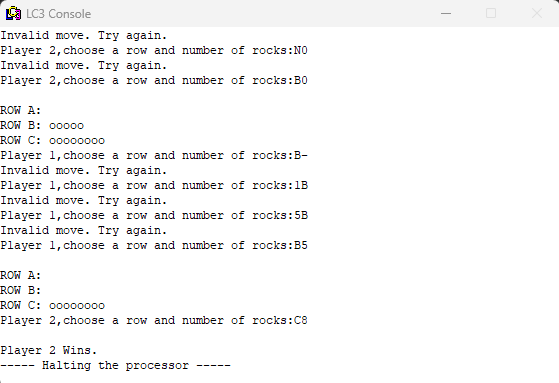 LC3 Console
Invalid move. Try again.
Player 2,choose a row and number of rocks:N0
Invalid move. Try again.
Player 2,choose a row and number of rocks:B0
ROW A:
ROW B: ooooo
ROW C: oooooooo
Player 1,choose a row and number of rocks:B-
Invalid move. Try again.
Player 1,choose a row and number of rocks:1B
Invalid move. Try again.
Player 1,choose a row and number of rocks:5B
Invalid move. Try again.
Player 1,choose a row and number of rocks:B5
ROW A:
ROW B:
ROW C: oooooooo
Player 2,choose a row and number of rocks:C8
Player 2 Wins.
----- Halting the processor -----